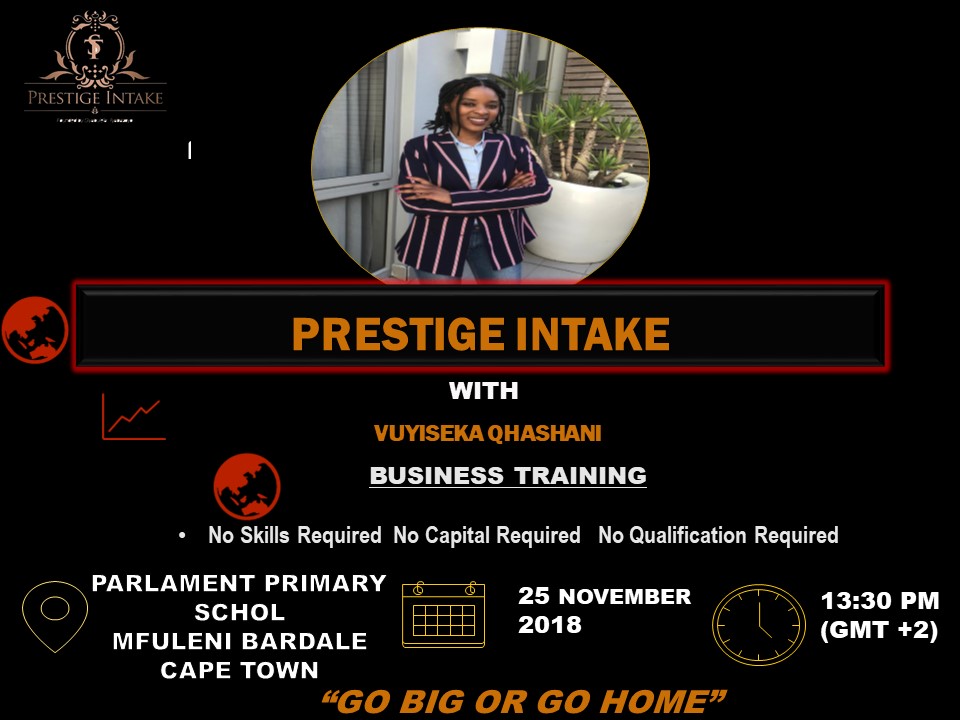 PRESTIGE INTAKE
PRESTIGE INTAKE
WITH
VUYISEKA QHASHANI
BUSINESS TRAINING
• No Skills Required No Capital Required No Qualification Required
PARLAMENT PRIMARY
SCHOL
MFULENI BARDALE
CAPE TOWN
25 NOVEMBER
2018
13:30 PM
(GMT +2)
“GO BIG OR GO HOME”